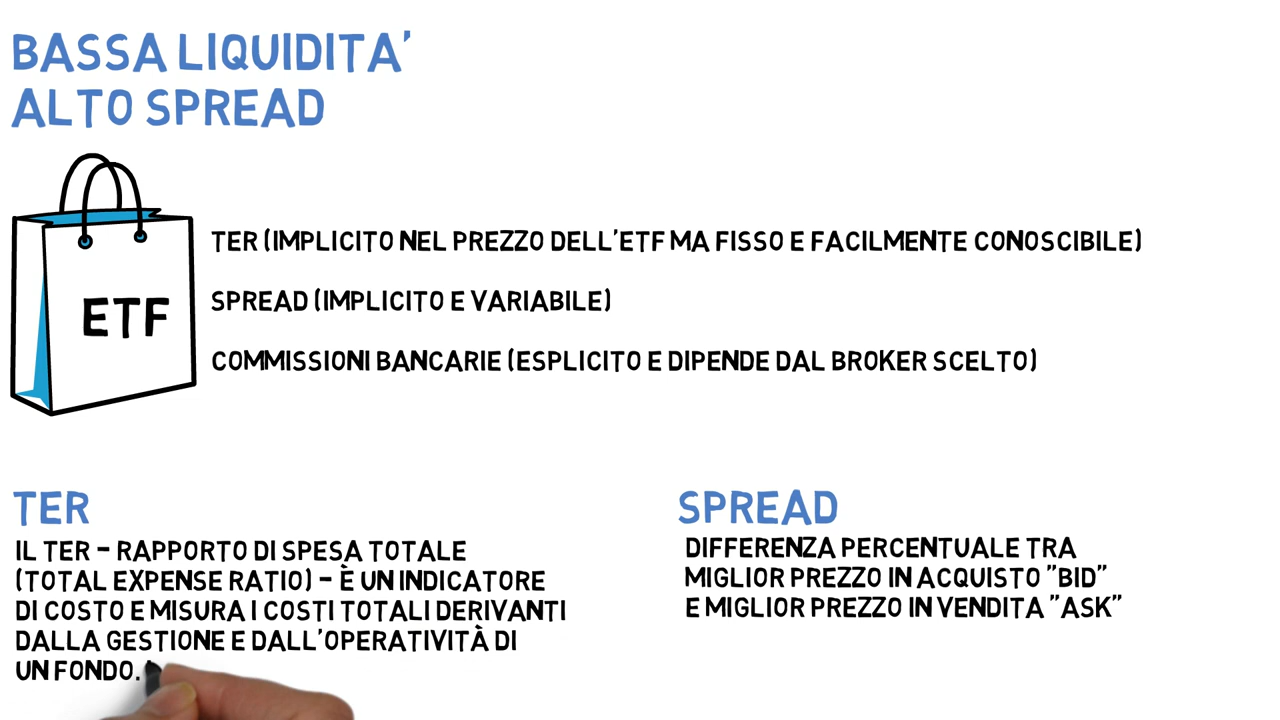 BASSA LIQUIDITA'
ALTO SPREAD
ETF
TER (IMPLICITO NEL PREZZO DELL'ETF MA FISSO E FACILMENTE CONOSCIBILE)
SPREAD (IMPLICITO E VARIABILE)
COMMISSIONI BANCARIE (ESPLICITO E DIPENDE DAL BROKER SCELTO)
TER
IL TER - RAPPORTO DI SPESA TOTALE
(TOTAL EXPENSE RATIO) - È UN INDICATORE
DI COSTO E MISURA I COSTI TOTALI DERIVANTI
DALLA GESTIONE E DALL'OPERATIVITÀ DI
UN FONDO.
SPREAD
DIFFERENZA PERCENTUALE TRA
MIGLIOR PREZZO IN ACQUISTO "BID"
E MIGLIOR PREZZO IN VENDITA "ASK"